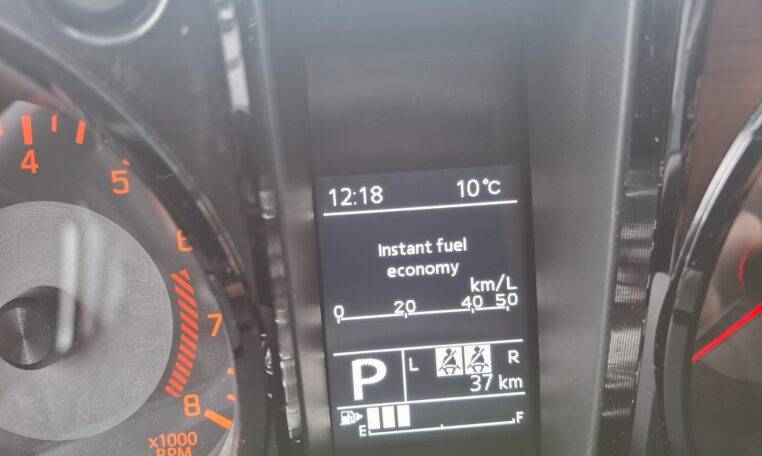 4
5
6
7
8
x1000
RPM
12:18 10°C
Instant fuel
economy
km/L
0 20 40 50
P L R
37 km
E F